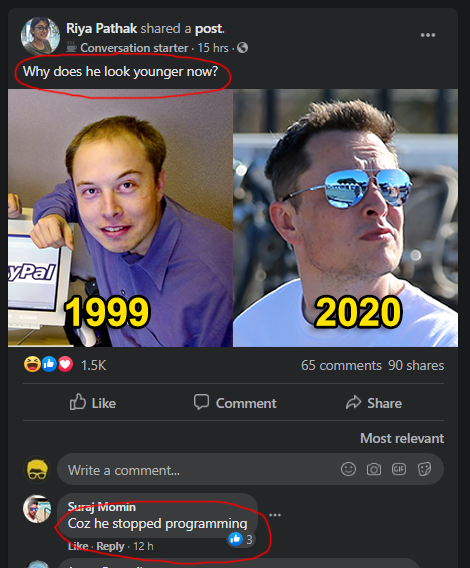 Riya Pathak shared a post.
Conversation starter · 15 hrs ·
Why does he look younger now?
yPal
1999
2020
1.5K
65 comments 90 shares
Like
Comment
Share
Most relevant
Write a comment...
GIF
Suraj Momin
Coz he stopped programming
3
Like · Reply · 12 h